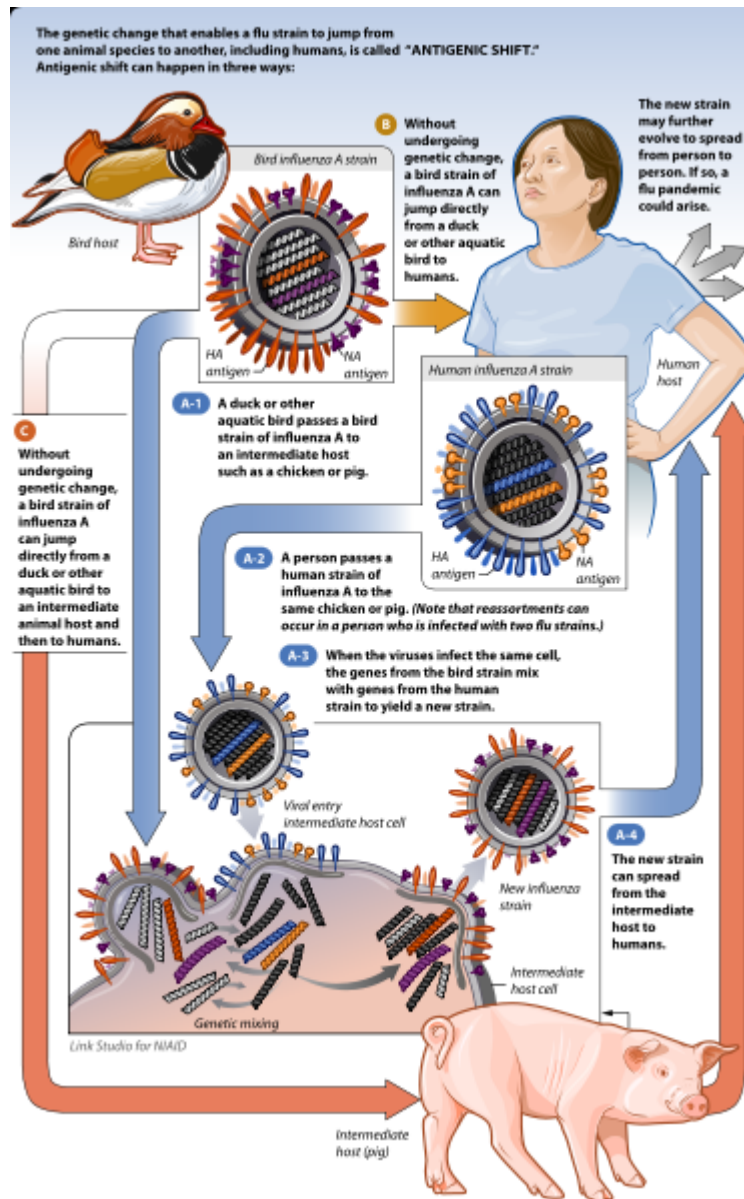 The genetic change that enables a flu strain to jump from
one animal species to another, including humans, is called “ANTIGENIC SHIFT.”
Antigenic shift can happen in three ways:
Bird host
Bird influenza A strain
HA
antigen
NA
antigen
B
Without
undergoing
genetic change,
a bird strain of
influenza A can
jump directly
from a duck
or other aquatic
bird to
humans.
The new strain
may further
evolve to spread
from person to
person. If so, a
flu pandemic
could arise.
Human
host
A-1
A duck or other
aquatic bird passes a bird
strain of influenza A to
an intermediate host
such as a chicken or pig.
Human influenza A strain
HA
antigen
NA
antigen
C
Without
undergoing
genetic change,
a bird strain of
influenza A
can jump
directly from a
duck or other
aquatic bird to
an intermediate
animal host and
then to humans.
A-2
A person passes a
human strain of
influenza A to the
same chicken or pig. (Note that reassortments can
occur in a person who is infected with two flu strains.)
A-3
When the viruses infect the same cell,
the genes from the bird strain mix
with genes from the human
strain to yield a new strain.
Viral entry
intermediate host cell
New influenza
strain
A-4
The new strain
can spread
from the
intermediate
host to
humans.
Genetic mixing
Intermediate
host cell
Link Studio for NIAID
Intermediate
host (pig)